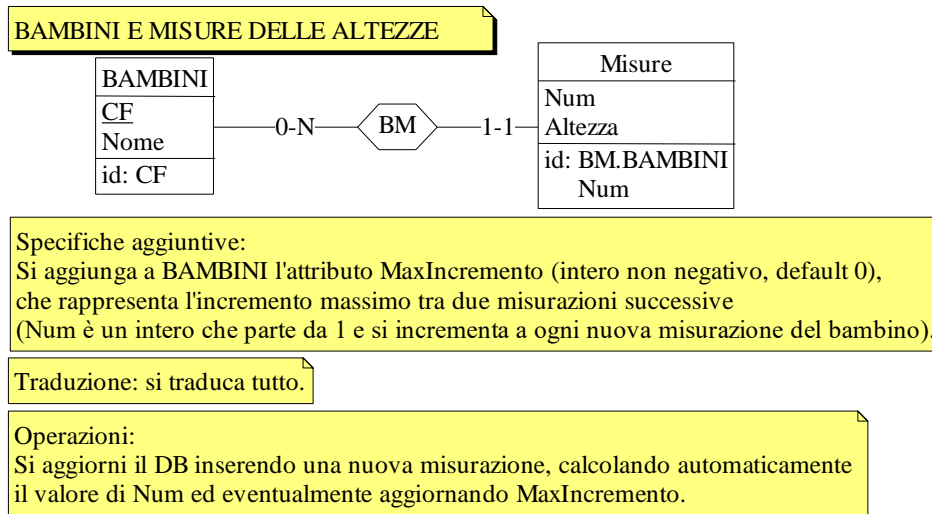 BAMBINI E MISURE DELLE ALTEZZE
BAMBINI
CF
Nome
id: CF
0-N
BM
1-1
Misure
Num
Altezza
id: BM.BAMBINI
Num
Specifiche aggiuntive:
Si aggiunga a BAMBINI l'attributo MaxIncremento (intero non negativo, default 0),
che rappresenta l'incremento massimo tra due misurazioni successive
(Num è un intero che parte da 1 e si incrementa a ogni nuova misurazione del bambino).
Traduzione: si traduca tutto.
Operazioni:
Si aggiorni il DB inserendo una nuova misurazione, calcolando automaticamente
il valore di Num ed eventualmente aggiornando MaxIncremento.